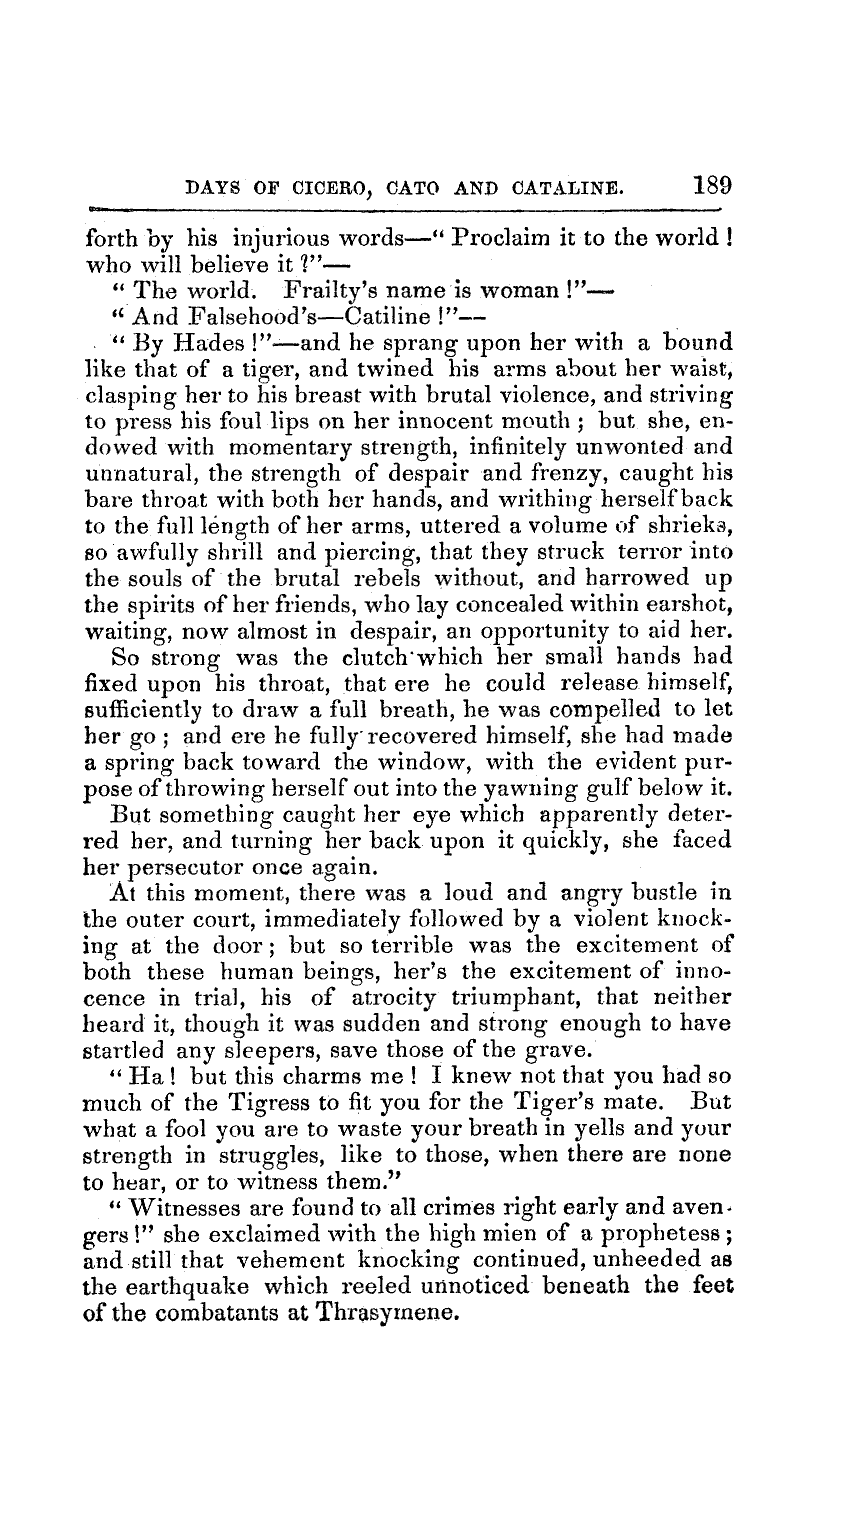 DAYS OF CICERO, CATO AND CATALINE. 189
forth by his injurious words—“ Proclaim it to the world !
who will believe it ?”—
“ The world. Frailty’s name is woman !”—
“ And Falsehood’s—Catiline !”—
“ By Hades !”—and he sprang upon her with a bound
like that of a tiger, and twined his arms about her waist,
clasping her to his breast with brutal violence, and striving
to press his foul lips on her innocent mouth ; but she, en-
dowed with momentary strength, infinitely unwonted and
unnatural, the strength of despair and frenzy, caught his
bare throat with both her hands, and writhing herself back
to the full length of her arms, uttered a volume of shrieks,
so awfully shrill and piercing, that they struck terror into
the souls of the brutal rebels without, and harrowed up
the spirits of her friends, who lay concealed within earshot,
waiting, now almost in despair, an opportunity to aid her.
So strong was the clutch which her small hands had
fixed upon his throat, that ere he could release himself,
sufficiently to draw a full breath, he was compelled to let
her go ; and ere he fully recovered himself, she had made
a spring back toward the window, with the evident pur-
pose of throwing herself out into the yawning gulf below it.
But something caught her eye which apparently deter-
red her, and turning her back upon it quickly, she faced
her persecutor once again.
At this moment, there was a loud and angry bustle in
the outer court, immediately followed by a violent knock-
ing at the door ; but so terrible was the excitement of
both these human beings, her’s the excitement of inno-
cence in trial, his of atrocity triumphant, that neither
heard it, though it was sudden and strong enough to have
startled any sleepers, save those of the grave.
“ Ha ! but this charms me ! I knew not that you had so
much of the Tigress to fit you for the Tiger’s mate. But
what a fool you are to waste your breath in yells and your
strength in struggles, like to those, when there are none
to hear, or to witness them.”
“ Witnesses are found to all crimes right early and aven-
gers !” she exclaimed with the high mien of a prophetess ;
and still that vehement knocking continued, unheeded as
the earthquake which reeled unnoticed beneath the feet
of the combatants at Thrasymene.